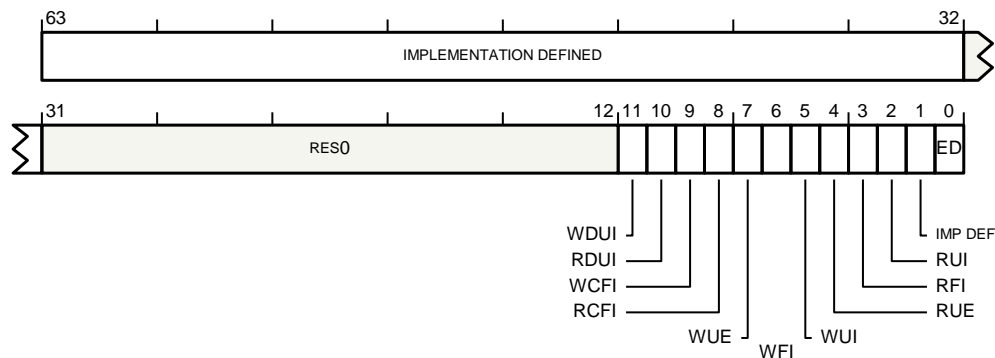 63 32
IMPLEMENTATION DEFINED
31 12 11 10 9 8 7 6 5 4 3 2 1 0
RES0 ED
WDUI IMP DEF
RDUI RUI
WCFI RFI
RCFI RUE
WUE WUI
WFI